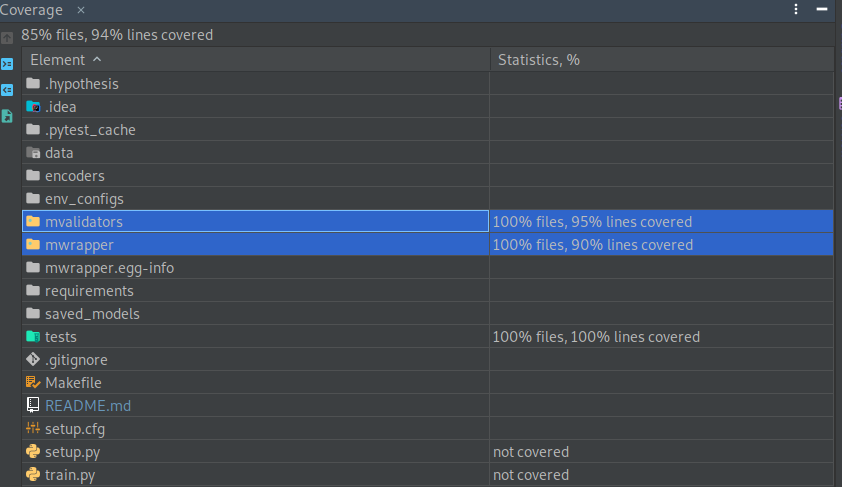 Coverage ×
85% files, 94% lines covered
Element Statistics, %
.hypothesis
.idea
.pytest_cache
data
encoders
env_configs
mvalidators 100% files, 95% lines covered
mwrapper 100% files, 90% lines covered
mwrapper.egg-info
requirements
saved_models
tests 100% files, 100% lines covered
.gitignore
Makefile
README.md
setup.cfg
setup.py not covered
train.py not covered